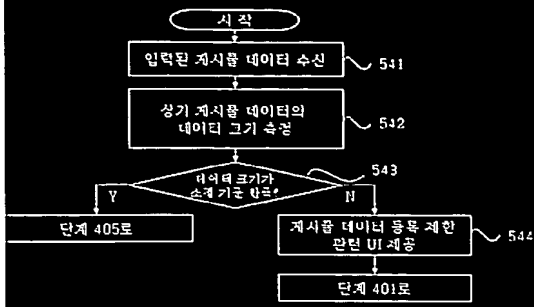 시 작
입력된 게시물 데이터 수신
541
상기 게시물 데이터의
데이터 크기 측정
542
데이터 크기가
소정 기준 만족?
543
Y
N
단계 405로
게시물 데이터 등록 제한
관련 UI 제공
544
단계 401로